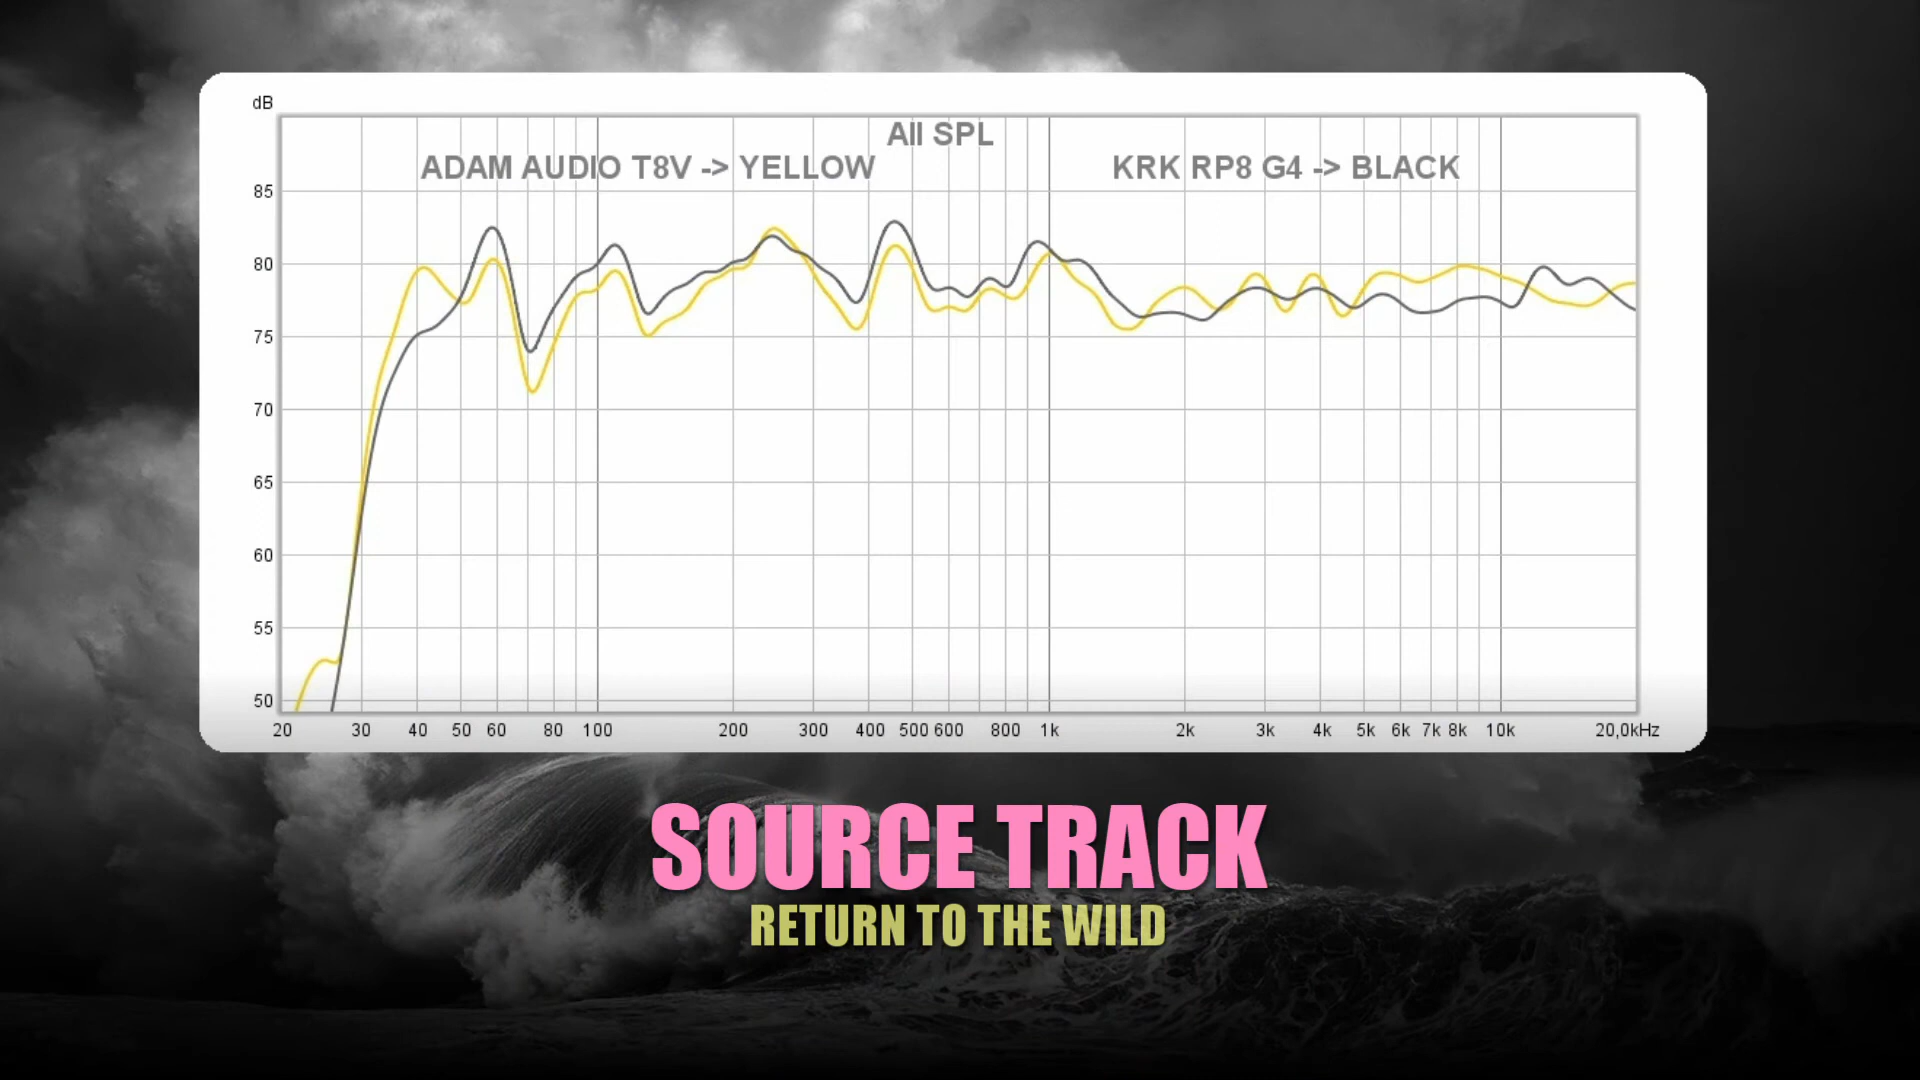 dB
All SPL
ADAM AUDIO T8V -> YELLOW
KRK RP8 G4 -> BLACK
85
80
75
70
65
60
55
50
20 30 40 50 60 80 100 200 300 400 500 600 800 1k 2k 3k 4k 5k 6k 7k 8k 10k 20,0kHz
SOURCE TRACK
RETURN TO THE WILD